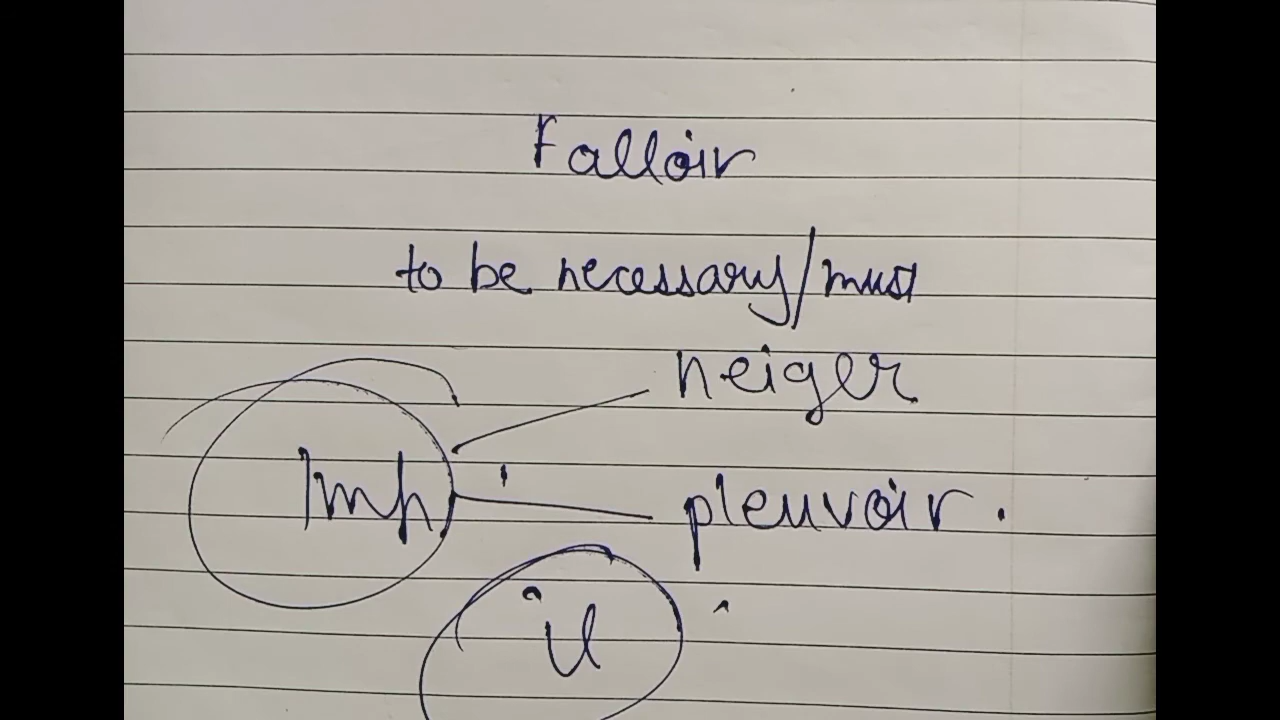 Falloir
to be necessary/must
neiger
Imp
pleuvoir.
il